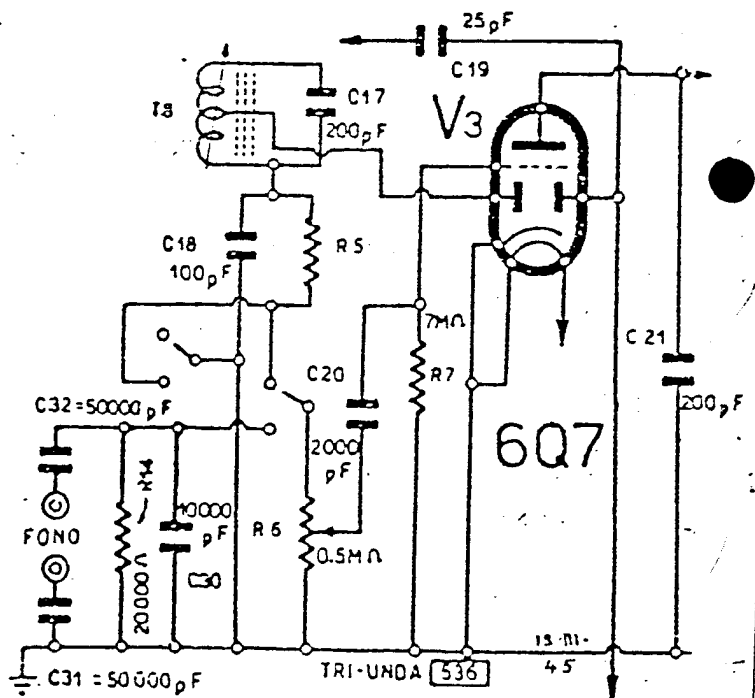 25pF
C19
T3
C17
200pF
V3
C18
100pF
R5
7MΩ
R7
C20
2000
pF
C21
200pF
6Q7
C32=50000pF
R14
20000Ω
10000
pF
C30
FONO
R6
0.5MΩ
C31=50000pF
TRI-UNDA 536
45